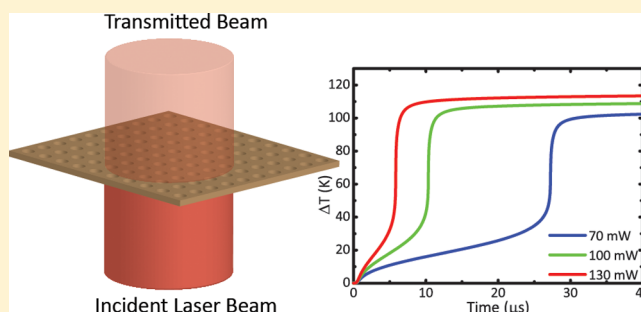 Transmitted Beam
Incident Laser Beam
120
100
80
60
40
20
0
ΔT (K)
70 mW
100 mW
130 mW
0
10
20
30
4
Time (μs)